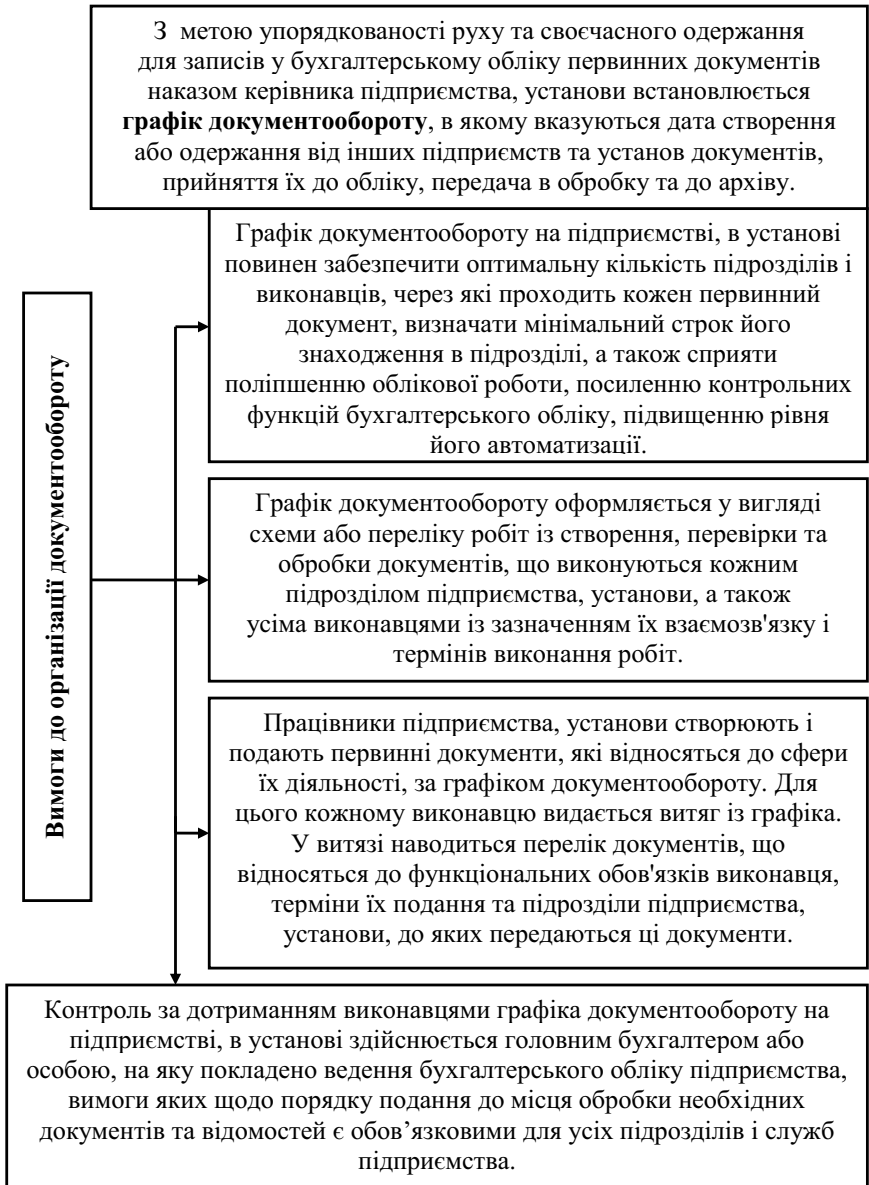 З метою упорядкованості руху та своєчасного одержання
для записів у бухгалтерському обліку первинних документів
наказом керівника підприємства, установи встановлюється
графік документообороту, в якому вказуються дата створення
або одержання від інших підприємств та установ документів,
прийняття їх до обліку, передача в обробку та до архіву.
Вимоги до організації документообороту
Графік документообороту на підприємстві, в установі
повинен забезпечити оптимальну кількість підрозділів і
виконавців, через які проходить кожен первинний
документ, визначати мінімальний строк його
знаходження в підрозділі, а також сприяти
поліпшенню облікової роботи, посиленню контрольних
функцій бухгалтерського обліку, підвищенню рівня
його автоматизації.
Графік документообороту оформляється у вигляді
схеми або переліку робіт із створення, перевірки та
обробки документів, що виконуються кожним
підрозділом підприємства, установи, а також
усіма виконавцями із зазначенням їх взаємозв'язку і
термінів виконання робіт.
Працівники підприємства, установи створюють і
подають первинні документи, які відносяться до сфери
їх діяльності, за графіком документообороту. Для
цього кожному виконавцю видається витяг із графіка.
У витязі наводиться перелік документів, що
відносяться до функціональних обов'язків виконавця,
терміни їх подання та підрозділи підприємства,
установи, до яких передаються ці документи.
Контроль за дотриманням виконавцями графіка документообороту на
підприємстві, в установі здійснюється головним бухгалтером або
особою, на яку покладено ведення бухгалтерського обліку підприємства,
вимоги яких щодо порядку подання до місця обробки необхідних
документів та відомостей є обов’язковими для усіх підрозділів і служб
підприємства.